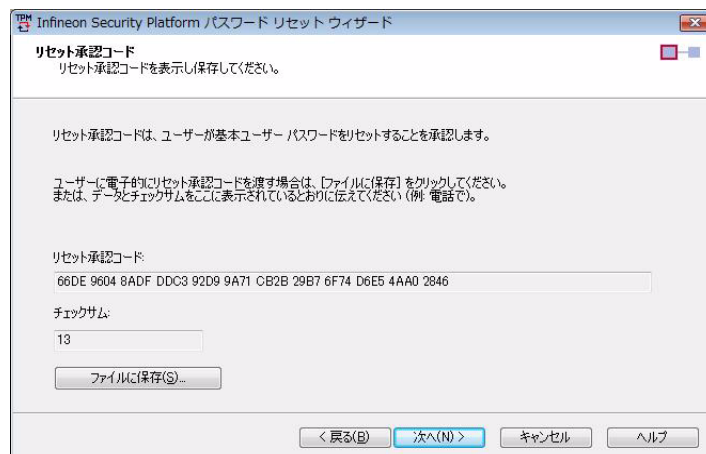 TPM
Infineon Security Platform パスワード リセット ウィザード
リセット承認コード
リセット承認コードを表示し保存してください。
リセット承認コードは、ユーザーが基本ユーザー パスワードをリセットすることを承認します。
ユーザーに電子的にリセット承認コードを渡す場合は、[ファイルに保存] をクリックしてください。
または、データとチェックサムをここに表示されているとおりに伝えてください (例: 電話で)。
リセット承認コード:
66DE 9604 8ADF DDC3 92D9 9A71 CB2B 29B7 6F74 D6E5 4AA0 2846
チェックサム:
13
ファイルに保存(S)...
< 戻る(B)
次へ(N) >
キャンセル
ヘルプ